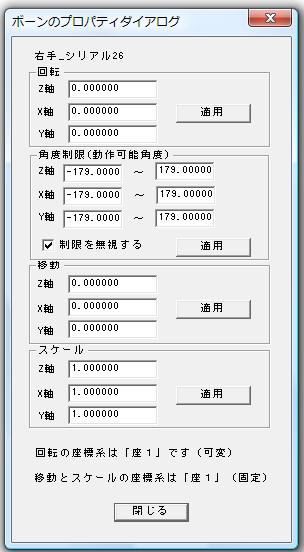 ボーンのプロパティダイアログ
右手_シリアル26
回転
Z軸 0.000000
X軸 0.000000 適用
Y軸 0.000000
角度制限(動作可能角度)
Z軸 -179.0000 ～ 179.00000
X軸 -179.0000 ～ 179.0000
Y軸 -179.0000 ～ 179.0000
制限を無視する 適用
移動
Z軸 0.000000
X軸 0.000000 適用
Y軸 0.000000
スケール
Z軸 1.000000
X軸 1.000000 適用
Y軸 1.000000
回転の座標系は「座1」です(可変)
移動とスケールの座標系は「座1」(固定)
閉じる